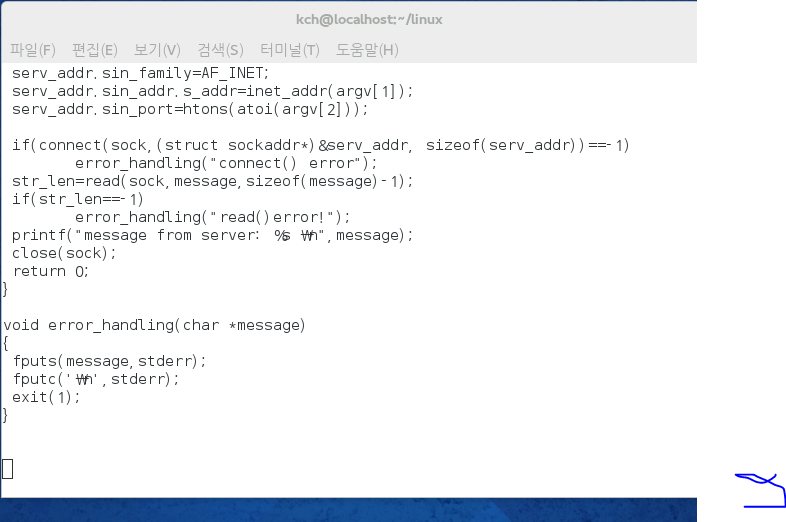 kch@localhost:~/linux
파일(F) 편집(E) 보기(V) 검색(S) 터미널(T) 도움말(H)
serv_addr.sin_family=AF_INET;
serv_addr.sin_addr.s_addr=inet_addr(argv[1]);
serv_addr.sin_port=htons(atoi(argv[2]));
if(connect(sock,(struct sockaddr*)&serv_addr, sizeof(serv_addr))==-1)
error_handling("connect() error");
str_len=read(sock,message,sizeof(message)-1);
if(str_len==-1)
error_handling("read()error!");
printf("message from server: %s ₩n",message);
close(sock);
return 0;
}
void error_handling(char *message)
{
fputs(message,stderr);
fputc('₩n',stderr);
exit(1);
}